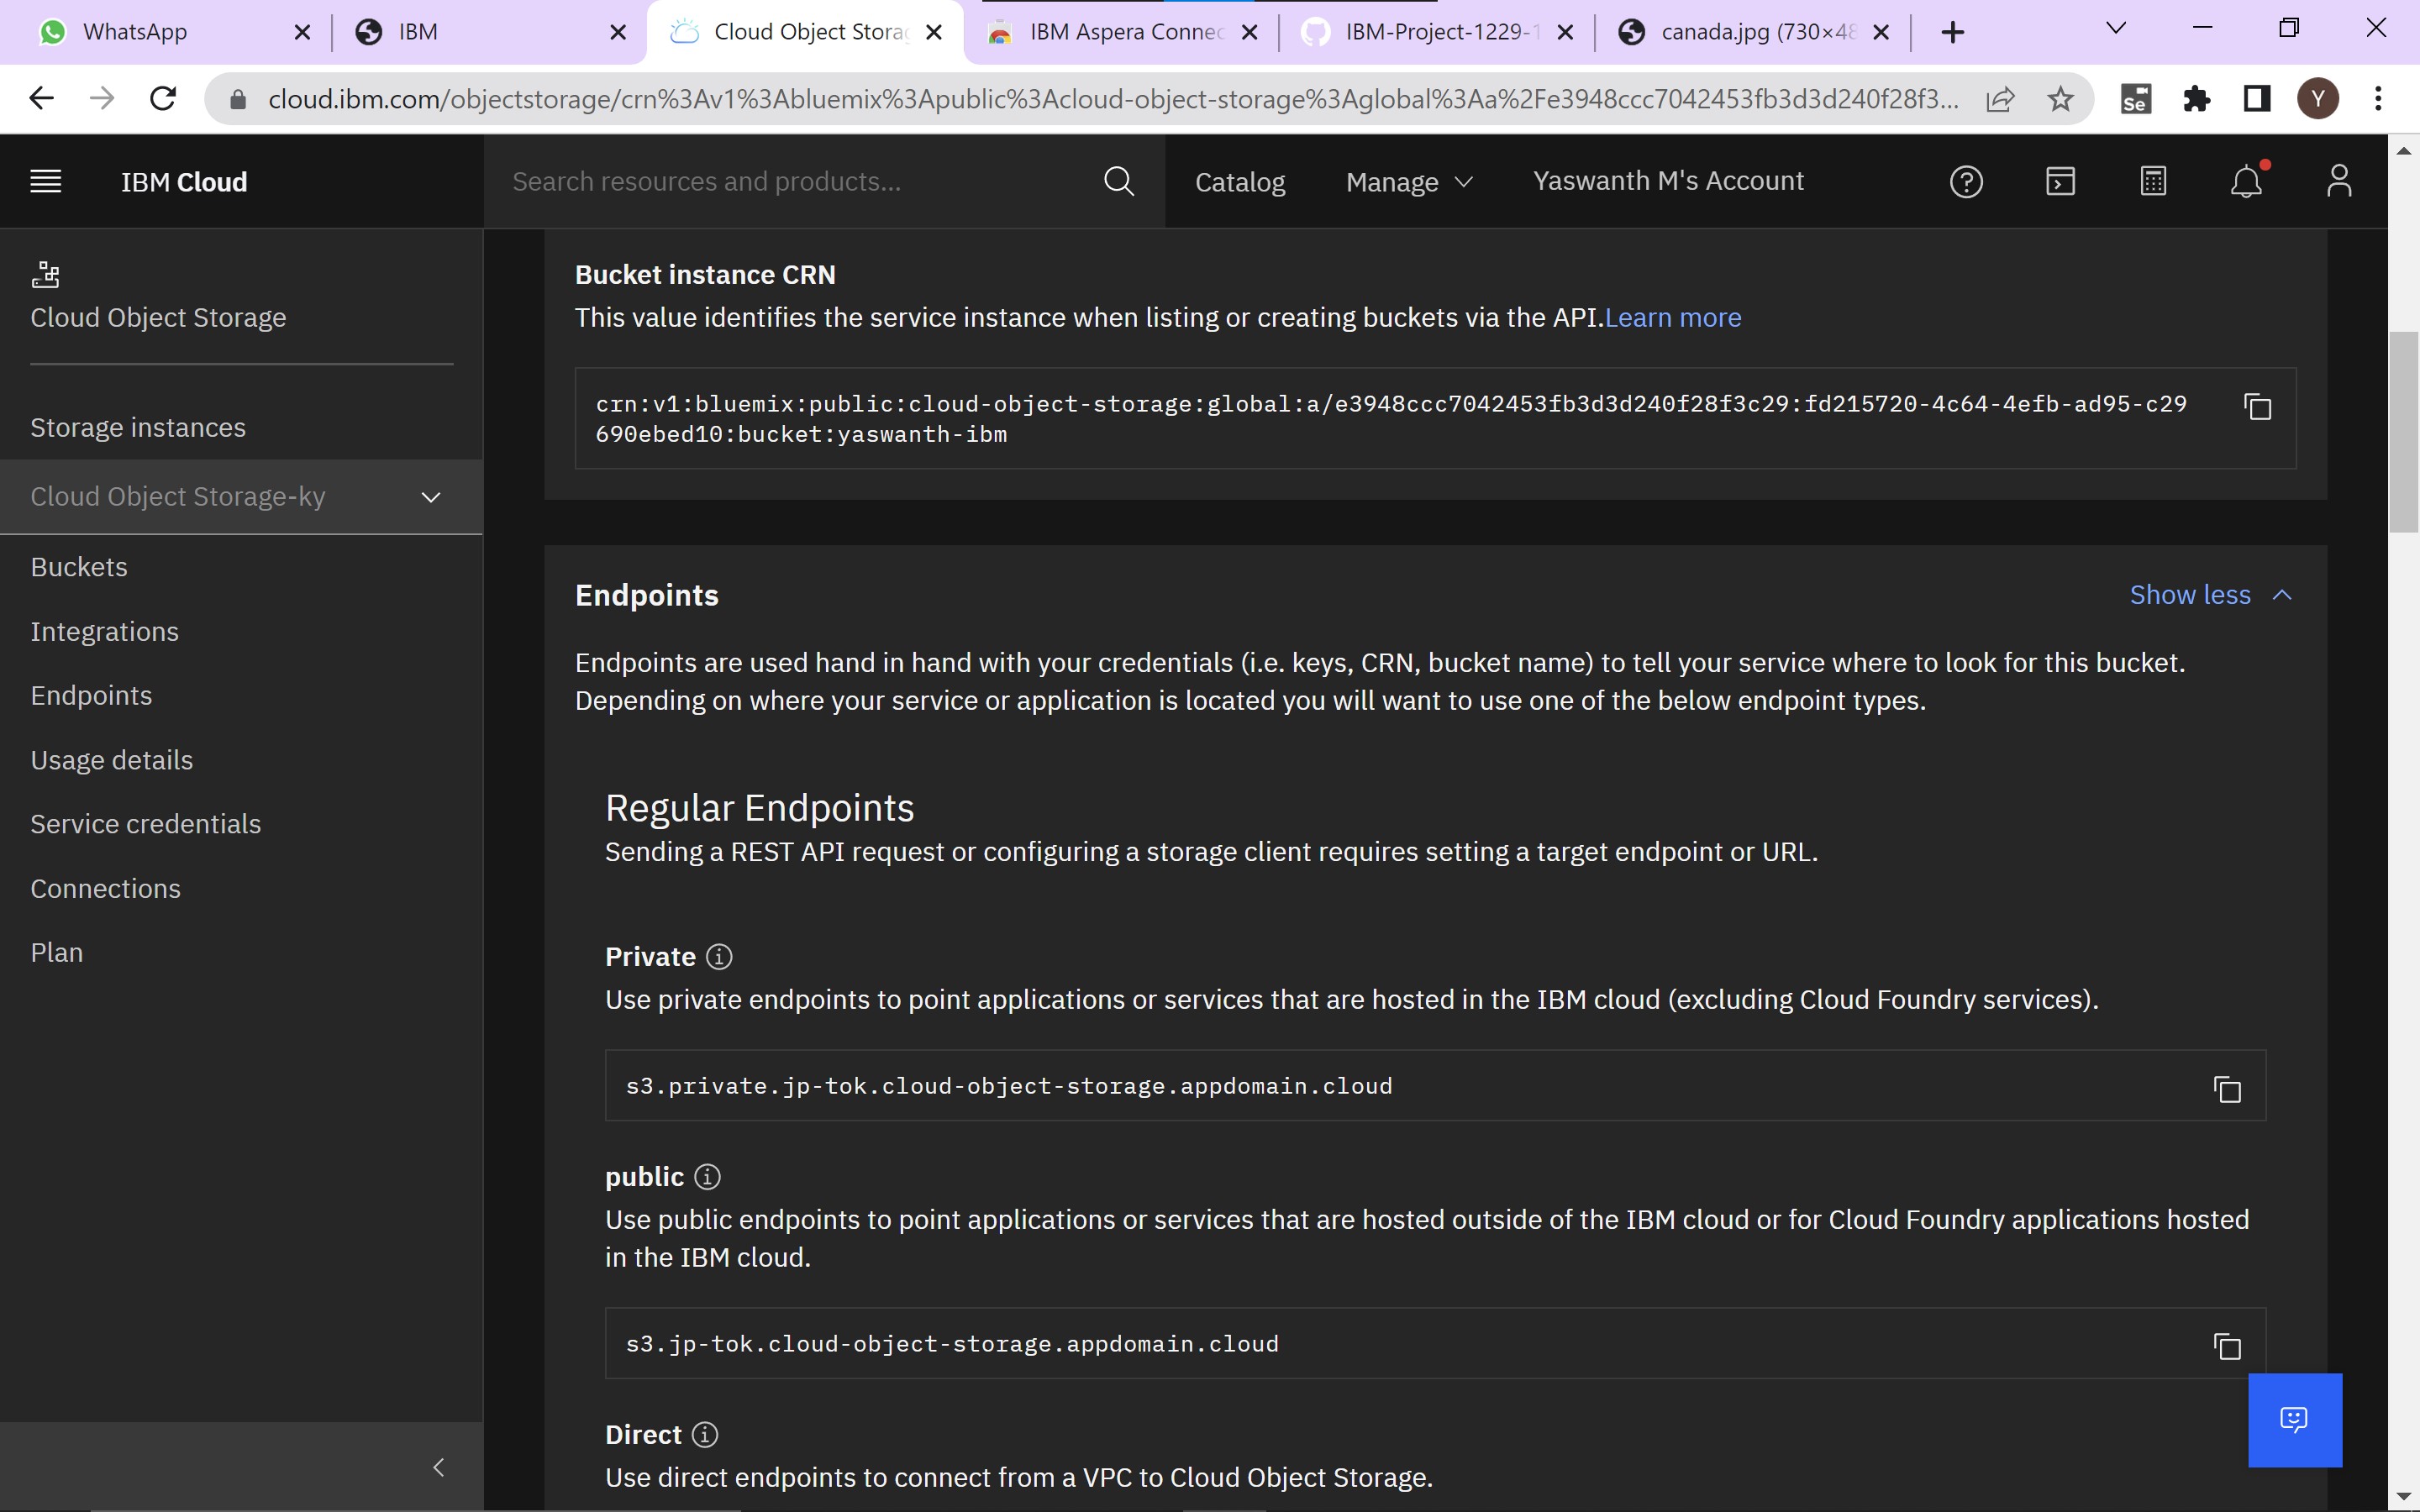 WhatsApp
IBM
Cloud Object Storag
IBM Aspera Connec
IBM-Project-1229-1
canada.jpg (730×48
cloud.ibm.com/objectstorage/crn%3Av1%3Abluemix%3Apublic%3Acloud-object-storage%3Aglobal%3Aa%2Fe3948ccc7042453fb3d3d240f28f3...
Se
Y
IBM Cloud
Search resources and products...
Catalog
Manage
Yaswanth M's Account
Cloud Object Storage
Storage instances
Cloud Object Storage-ky
Buckets
Integrations
Endpoints
Usage details
Service credentials
Connections
Plan
Bucket instance CRN
This value identifies the service instance when listing or creating buckets via the API.Learn more
crn:v1:bluemix:public:cloud-object-storage:global:a/e3948ccc7042453fb3d3d240f28f3c29:fd215720-4c64-4efb-ad95-c29
690ebed10:bucket:yaswanth-ibm
Endpoints
Show less
Endpoints are used hand in hand with your credentials (i.e. keys, CRN, bucket name) to tell your service where to look for this bucket.
Depending on where your service or application is located you will want to use one of the below endpoint types.
Regular Endpoints
Sending a REST API request or configuring a storage client requires setting a target endpoint or URL.
Private
Use private endpoints to point applications or services that are hosted in the IBM cloud (excluding Cloud Foundry services).
s3.private.jp-tok.cloud-object-storage.appdomain.cloud
public
Use public endpoints to point applications or services that are hosted outside of the IBM cloud or for Cloud Foundry applications hosted
in the IBM cloud.
s3.jp-tok.cloud-object-storage.appdomain.cloud
Direct
Use direct endpoints to connect from a VPC to Cloud Object Storage.